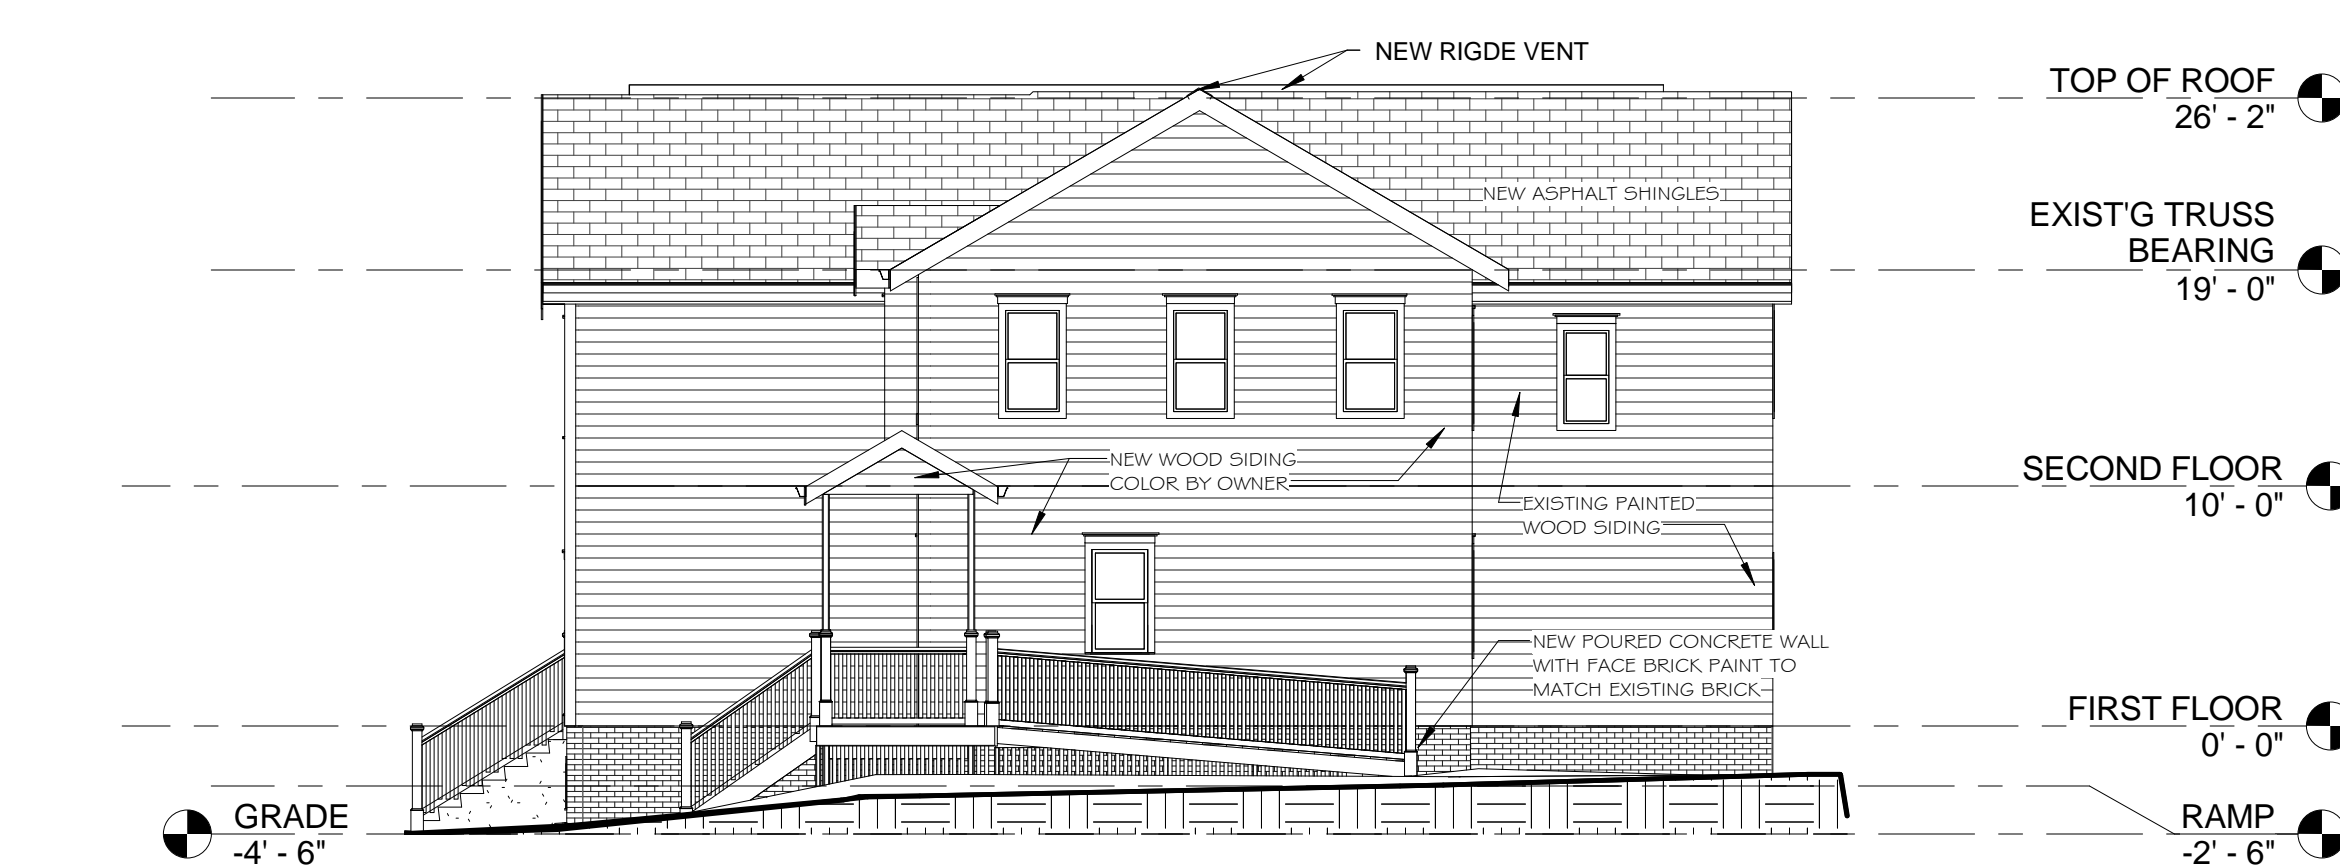 NEW RIGDE VENT
TOP OF ROOF
26' - 2"
NEW ASPHALT SHINGLES
EXIST'G TRUSS
BEARING
19' - 0"
NEW WOOD SIDING
COLOR BY OWNER
SECOND FLOOR
10' - 0"
EXISTING PAINTED
WOOD SIDING
NEW POURED CONCRETE WALL
WITH FACE BRICK PAINT TO
MATCH EXISTING BRICK
FIRST FLOOR
0' - 0"
GRADE
-4' - 6"
RAMP
-2' - 6"